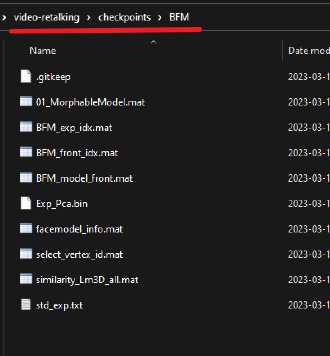 video-retalking > checkpoints > BFM
Name
Date mod
.gitkeep
2023-03-1
01_MorphableModel.mat
2023-03-1
BFM_exp_idx.mat
2023-03-1
BFM_front_idx.mat
2023-03-1
BFM_model_front.mat
2023-03-1
Exp_Pca.bin
2023-03-1
facemodel_info.mat
2023-03-1
select_vertex_id.mat
2023-03-1
similarity_Lm3D_all.mat
2023-03-1
std_exp.txt
2023-03-1